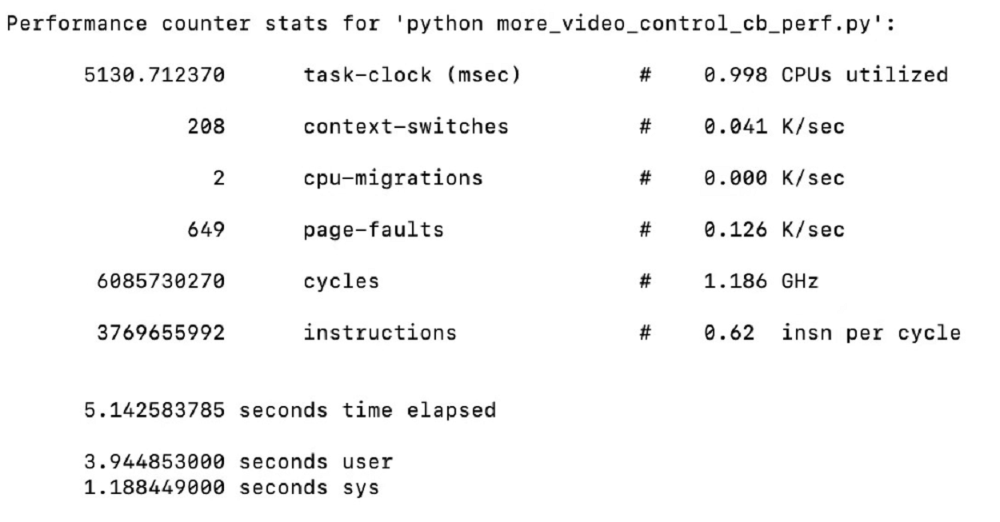 Performance counter stats for 'python more_video_control_cb_perf.py':
5130.712370 task-clock (msec) # 0.998 CPUs utilized
208 context-switches # 0.041 K/sec
2 cpu-migrations # 0.000 K/sec
649 page-faults # 0.126 K/sec
6085730270 cycles # 1.186 GHz
3769655992 instructions # 0.62 insn per cycle
5.142583785 seconds time elapsed
3.944853000 seconds user
1.188449000 seconds sys